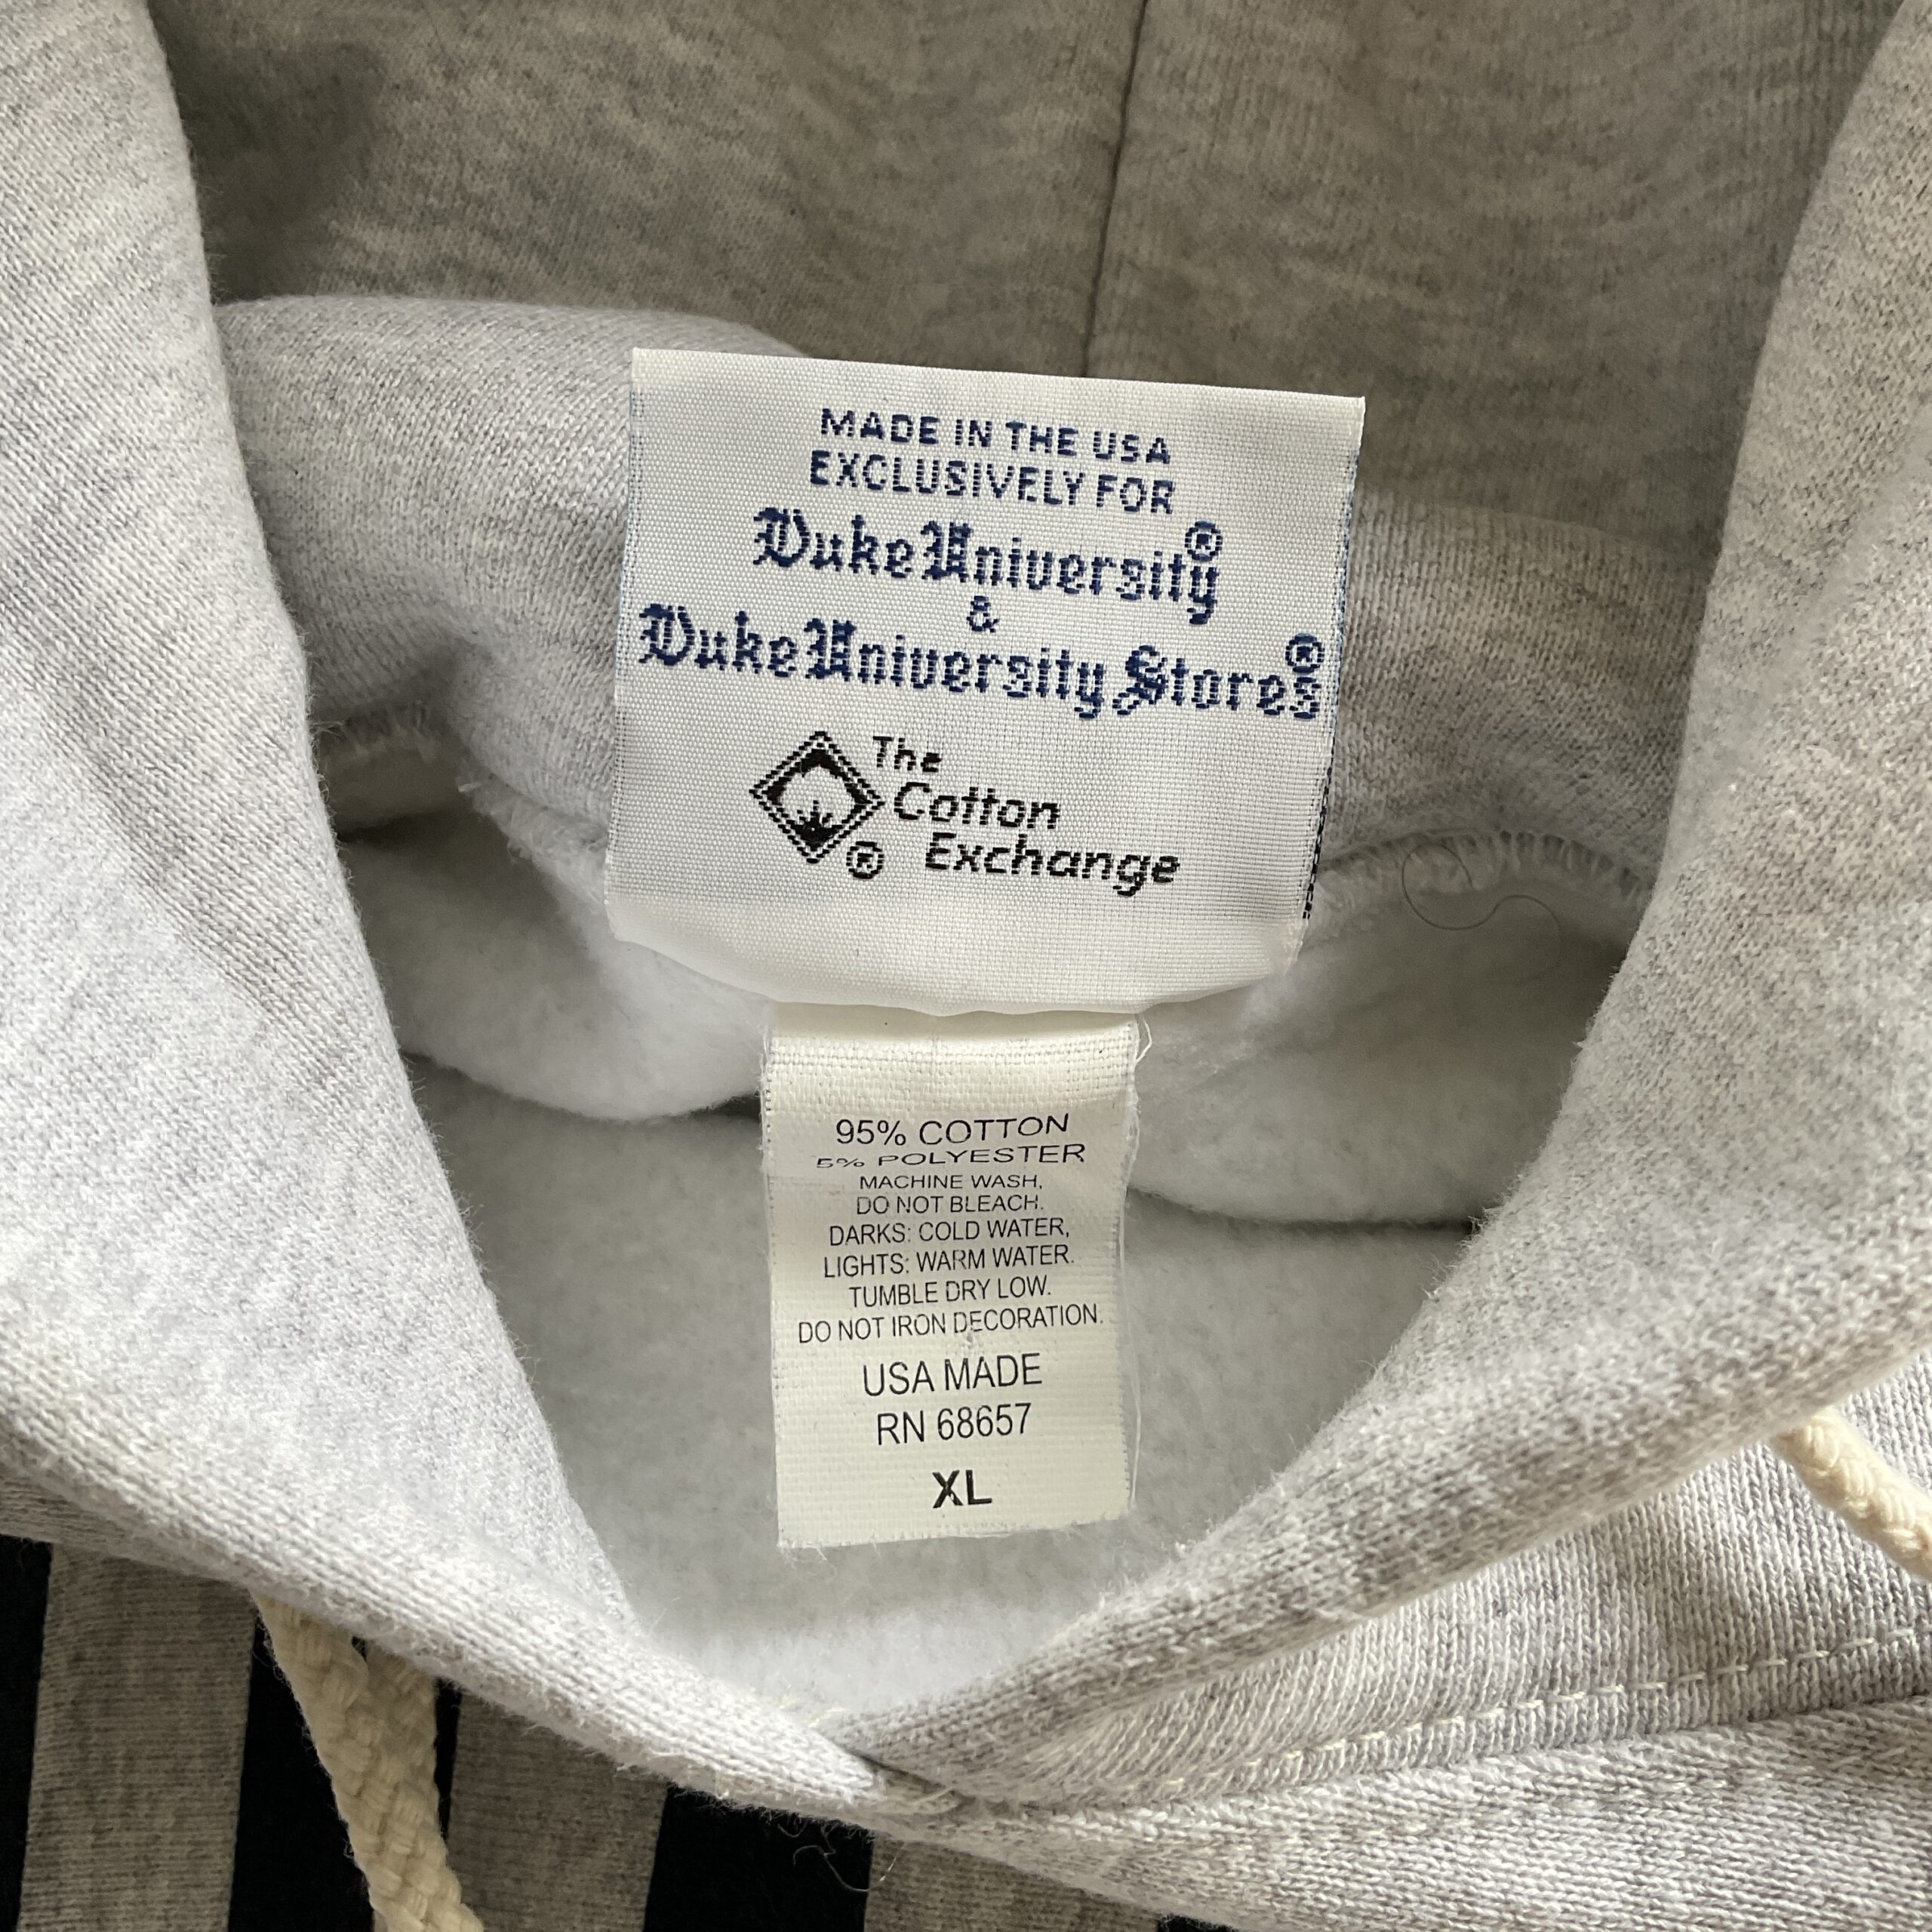 MADE IN THE USA
EXCLUSIVELY FOR
Duke University®
&
Duke University Stores®
The
Cotton
Exchange
®
95% COTTON
5% POLYESTER
MACHINE WASH,
DO NOT BLEACH.
DARKS: COLD WATER,
LIGHTS: WARM WATER.
TUMBLE DRY LOW.
DO NOT IRON DECORATION.
USA MADE
RN 68657
XL